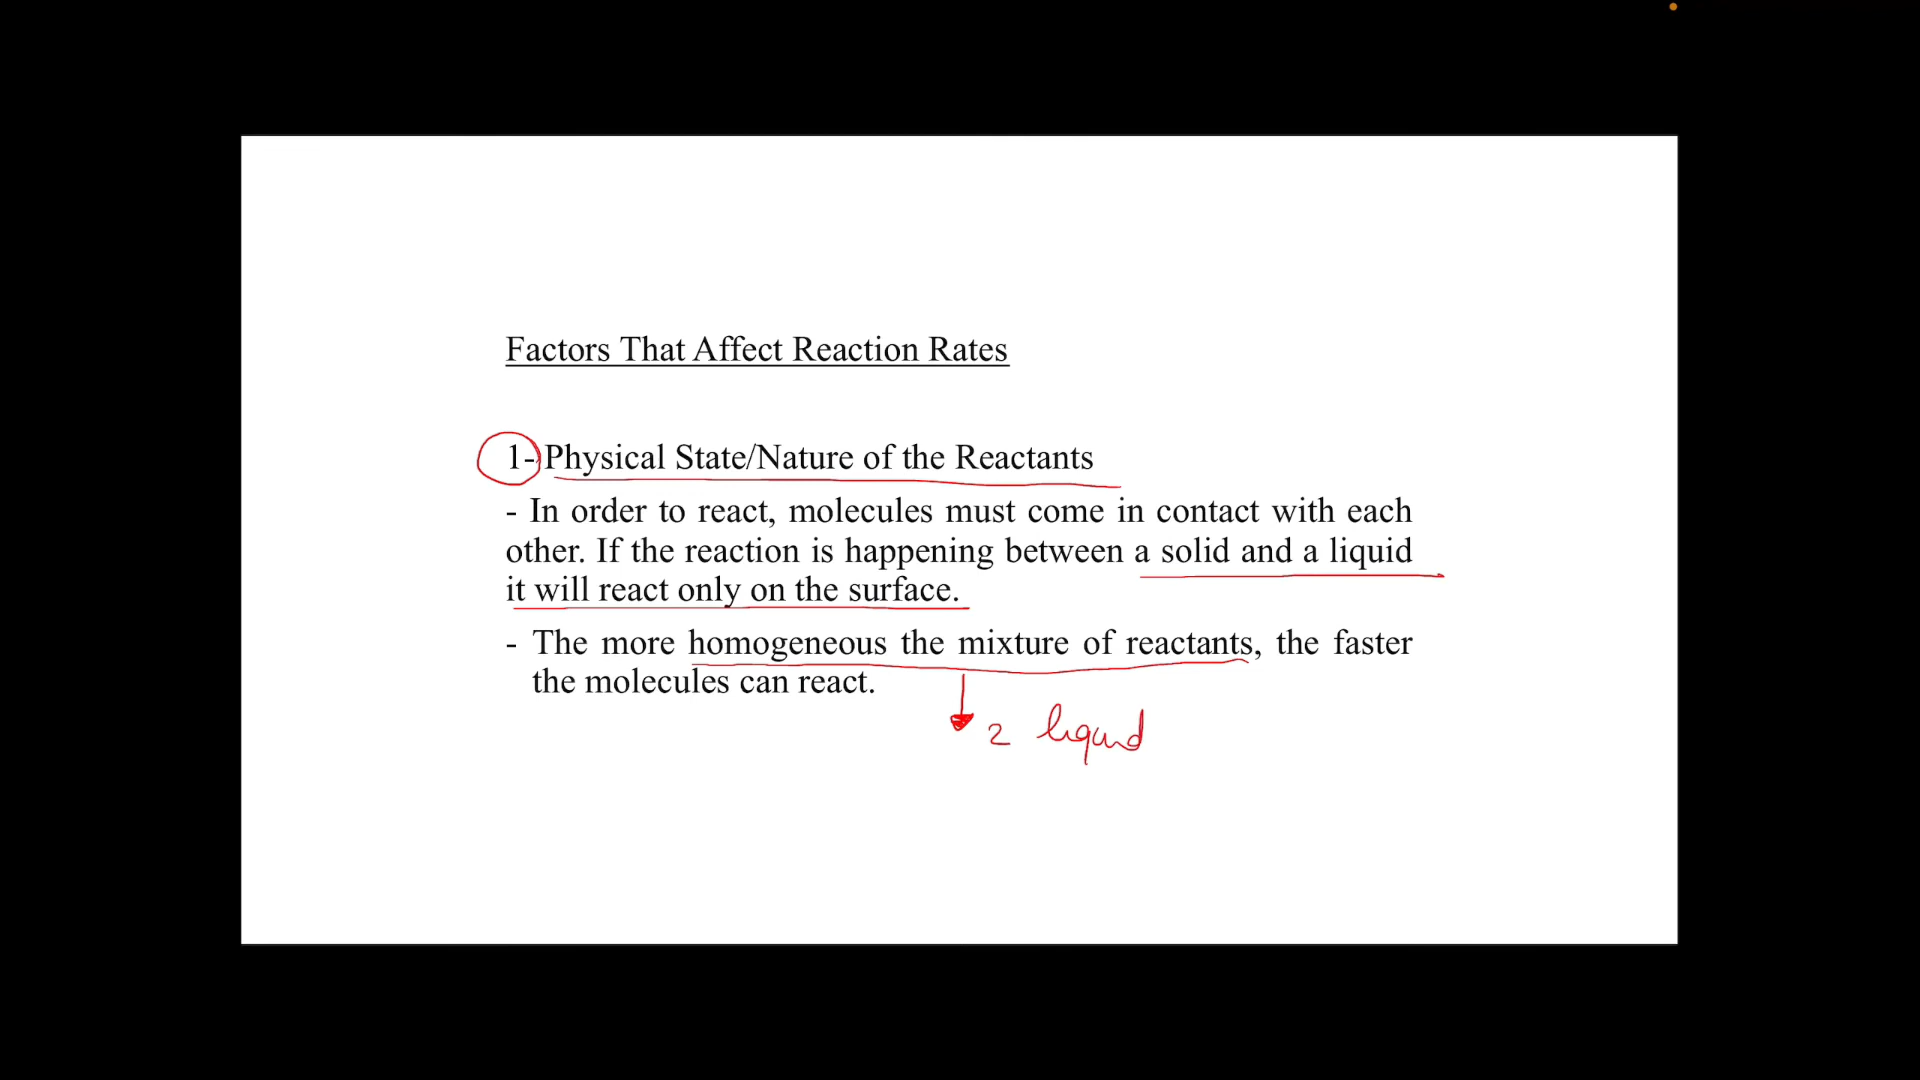 Factors That Affect Reaction Rates
1- Physical State/Nature of the Reactants
- In order to react, molecules must come in contact with each
other. If the reaction is happening between a solid and a liquid
it will react only on the surface.
- The more homogeneous the mixture of reactants, the faster
the molecules can react.
2 liquid